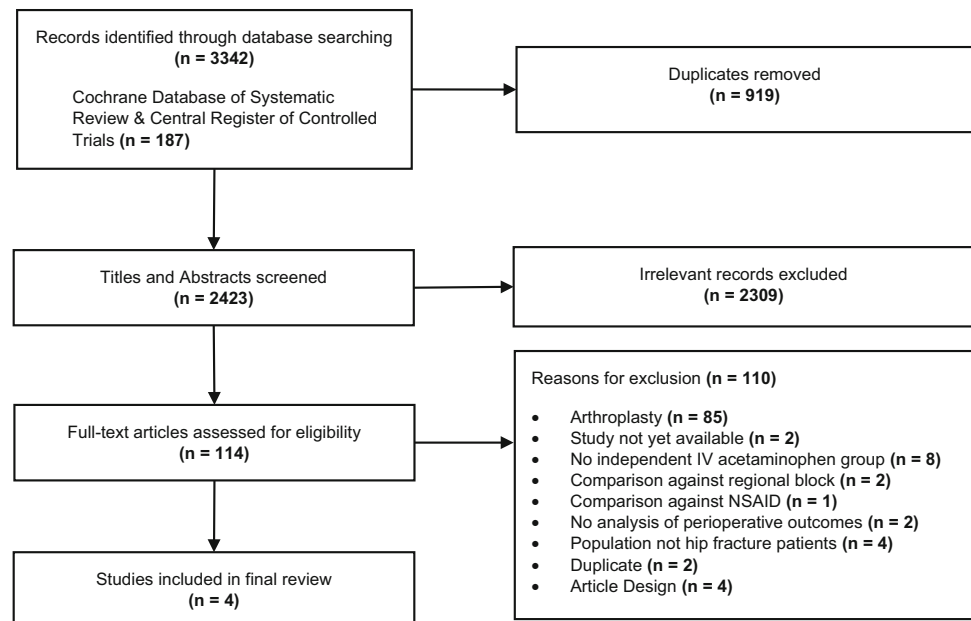 Records identified through database searching
(n = 3342)
Cochrane Database of Systematic
Review & Central Register of Controlled
Trials (n = 187)
Duplicates removed
(n = 919)
Titles and Abstracts screened
(n = 2423)
Irrelevant records excluded
(n = 2309)
Full-text articles assessed for eligibility
(n = 114)
Reasons for exclusion (n = 110)
• Arthroplasty (n = 85)
• Study not yet available (n = 2)
• No independent IV acetaminophen group (n = 8)
• Comparison against regional block (n = 2)
• Comparison against NSAID (n = 1)
• No analysis of perioperative outcomes (n = 2)
• Population not hip fracture patients (n = 4)
• Duplicate (n = 2)
• Article Design (n = 4)
Studies included in final review
(n = 4)